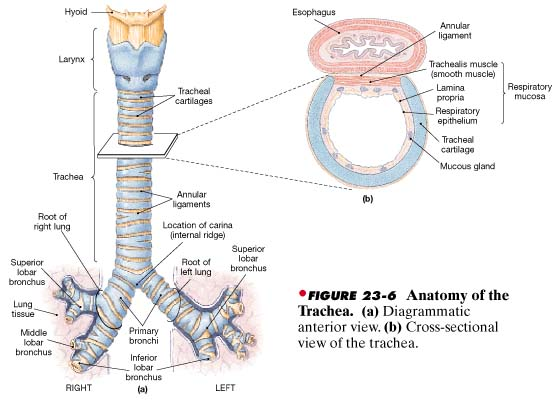 Hyoid
Larynx
Tracheal
cartilages
Trachea
Annular
ligaments
Root of
right lung
Location of carina
(internal ridge)
Superior
lobar
bronchus
Root of
left lung
Superior
lobar
bronchus
Lung
tissue
Middle
lobar
bronchus
Primary
bronchi
Inferior
lobar
bronchus
RIGHT
(a)
LEFT
Esophagus
Annular
ligament
Trachealis muscle
(smooth muscle)
Lamina
propria
Respiratory
epithelium
Respiratory
mucosa
Tracheal
cartilage
Mucous gland
(b)
•FIGURE 23-6 Anatomy of the
Trachea. (a) Diagrammatic
anterior view. (b) Cross-sectional
view of the trachea.